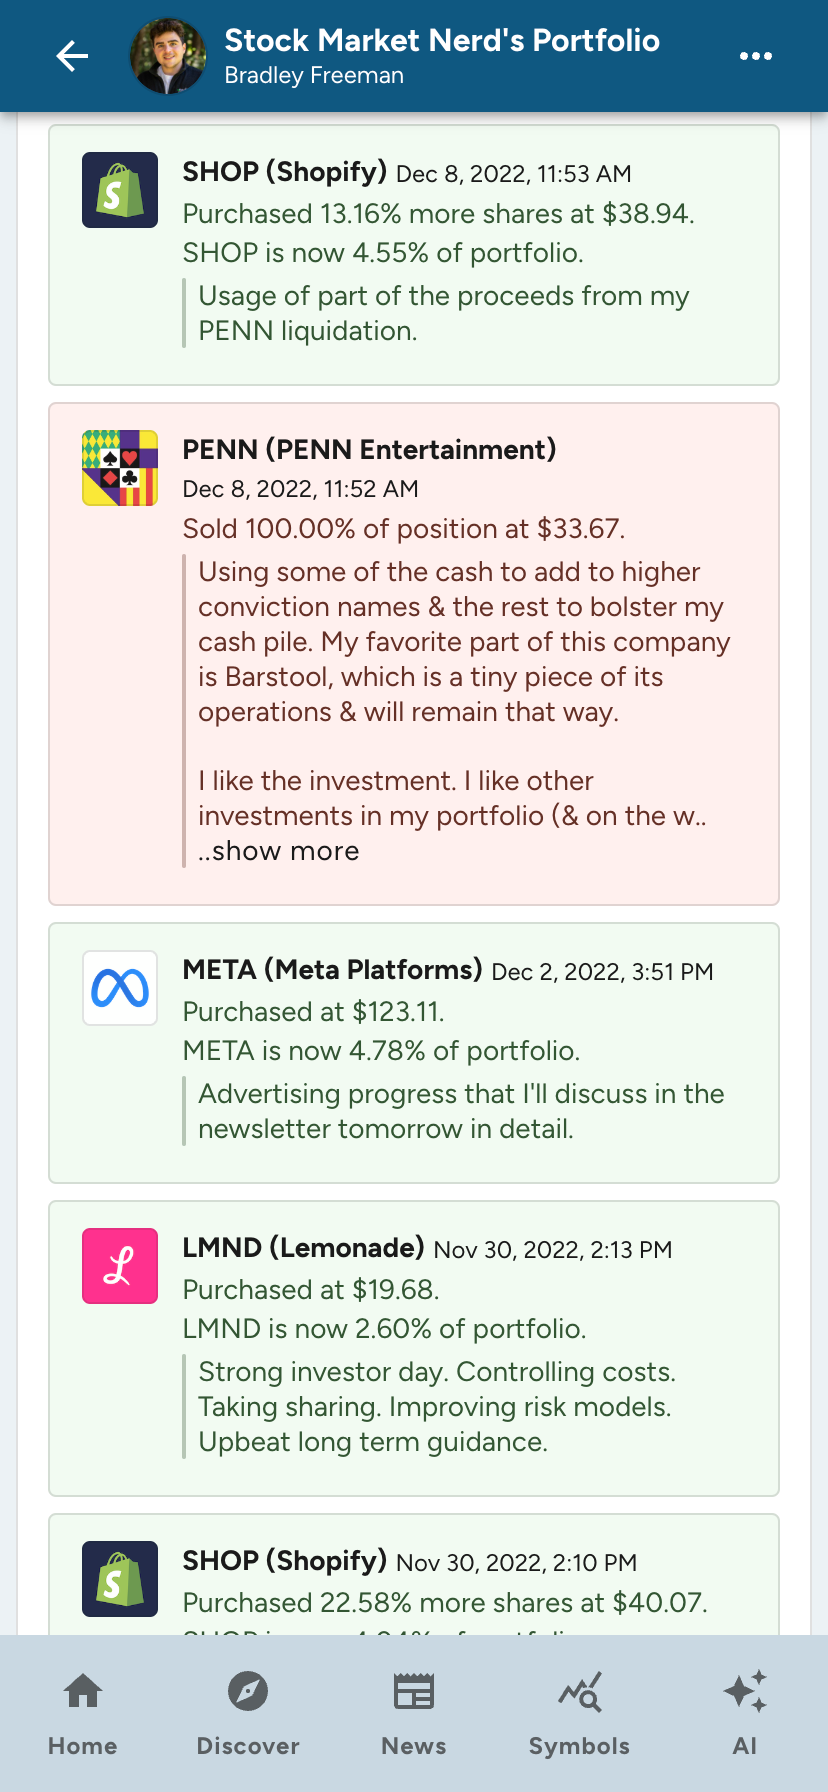 Stock Market Nerd's Portfolio
Bradley Freeman
SHOP (Shopify) Dec 8, 2022, 11:53 AM
Purchased 13.16% more shares at $38.94.
SHOP is now 4.55% of portfolio.
Usage of part of the proceeds from my
PENN liquidation.
PENN (PENN Entertainment)
Dec 8, 2022, 11:52 AM
Sold 100.00% of position at $33.67.
Using some of the cash to add to higher
conviction names & the rest to bolster my
cash pile. My favorite part of this company
is Barstool, which is a tiny piece of its
operations & will remain that way.
I like the investment. I like other
investments in my portfolio (& on the w..
..show more
META (Meta Platforms) Dec 2, 2022, 3:51 PM
Purchased at $123.11.
META is now 4.78% of portfolio.
Advertising progress that I'll discuss in the
newsletter tomorrow in detail.
LMND (Lemonade) Nov 30, 2022, 2:13 PM
Purchased at $19.68.
LMND is now 2.60% of portfolio.
Strong investor day. Controlling costs.
Taking sharing. Improving risk models.
Upbeat long term guidance.
SHOP (Shopify) Nov 30, 2022, 2:10 PM
Purchased 22.58% more shares at $40.07.
Home
Discover
News
Symbols
AI